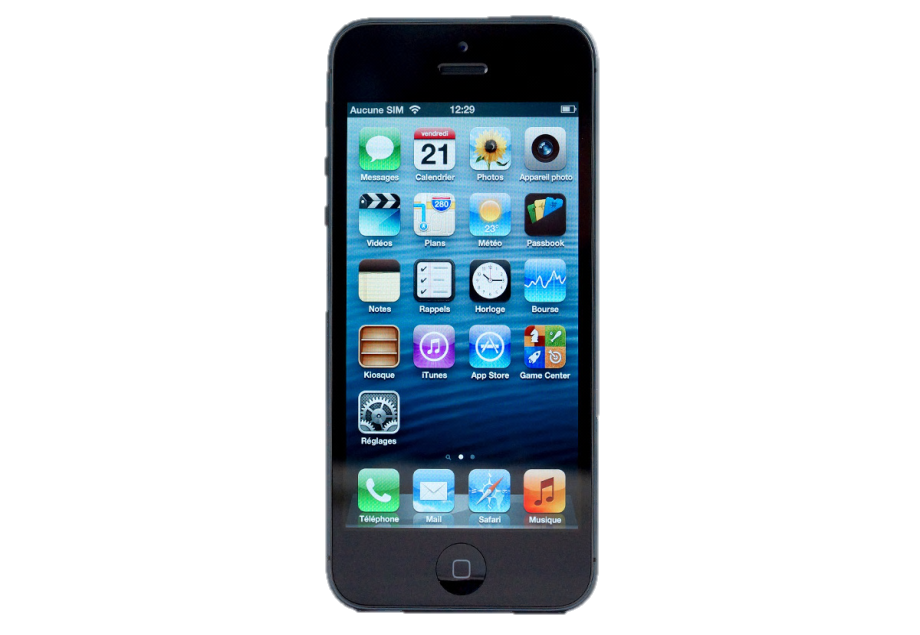 Aucune SIM 12:29
vendredi
21
Messages Calendrier Photos Appareil photo
280
23°
Vidéos Plans Météo Passbook
Notes Rappels Horloge Bourse
Kiosque iTunes App Store Game Center
Réglages
Téléphone Mail Safari Musique